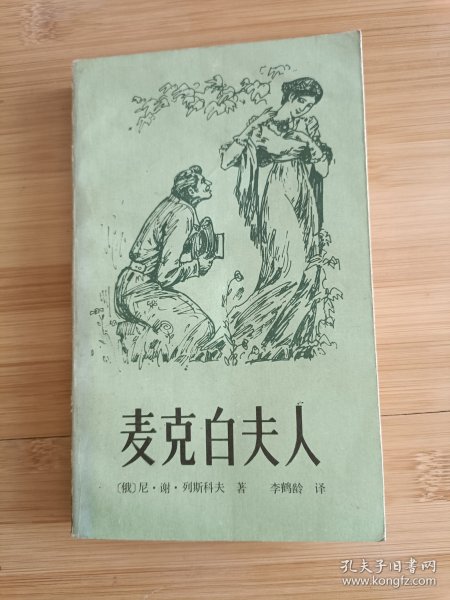 麦克白夫人
〔俄〕尼·谢·列斯科夫 著 李鹤龄 译
孔夫子旧书网
www.kongfz.com